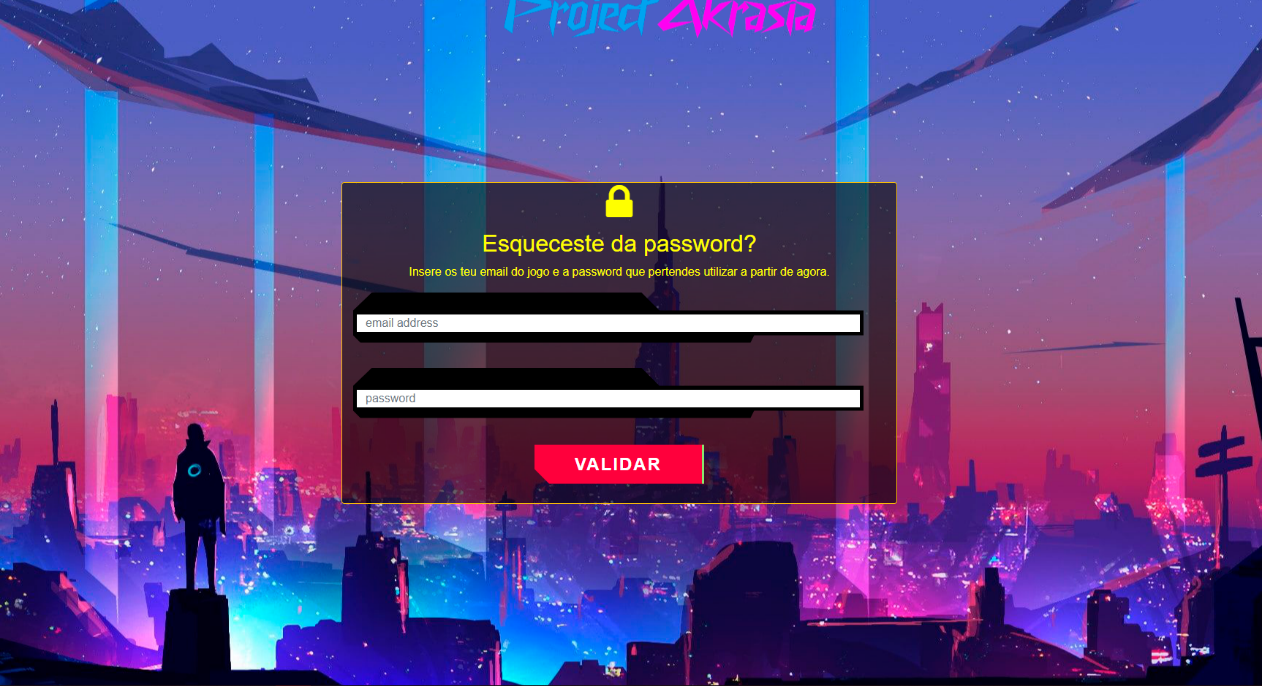 Project Akrasia
Esqueceste da password?
Insere os teu email do jogo e a password que pertendes utilizar a partir de agora.
email address
password
VALIDAR